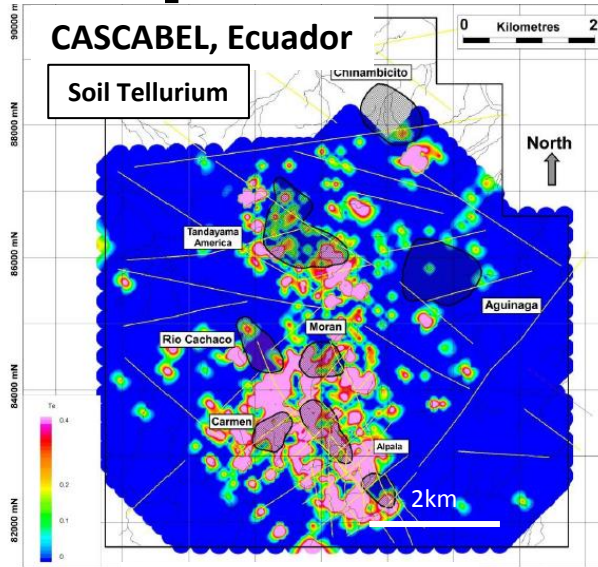 CASCABEL, Ecuador
Soil Tellurium
0 Kilometres 2
Chinambicito
North
Tandayama
America
Aguinaga
Rio Cachaco
Moran
Carmen
Alpala
2km
90000 mN
88000 mN
86000 mN
84000 mN
82000 mN
Te
0.4
0.2
0.1
0